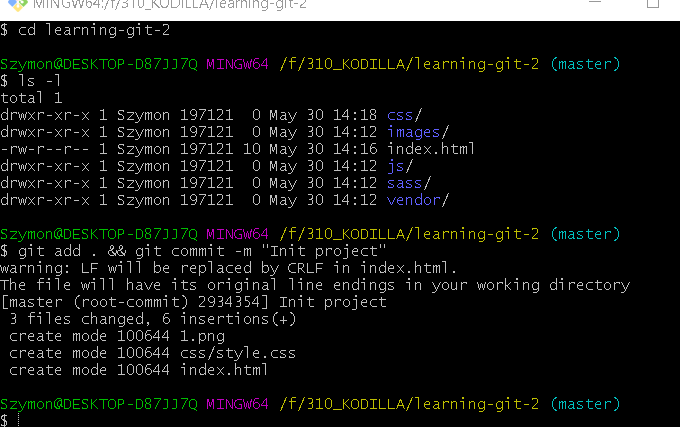 MINGW64:/f/310_KODILLA/learning-git-2
$ cd learning-git-2
Szymon@DESKTOP-D87JJ7Q MINGW64 /f/310_KODILLA/learning-git-2 (master)
$ ls -l
total 1
drwxr-xr-x 1 Szymon 197121  0 May 30 14:18 css/
drwxr-xr-x 1 Szymon 197121  0 May 30 14:12 images/
-rw-r--r-- 1 Szymon 197121 10 May 30 14:16 index.html
drwxr-xr-x 1 Szymon 197121  0 May 30 14:12 js/
drwxr-xr-x 1 Szymon 197121  0 May 30 14:12 sass/
drwxr-xr-x 1 Szymon 197121  0 May 30 14:12 vendor/
Szymon@DESKTOP-D87JJ7Q MINGW64 /f/310_KODILLA/learning-git-2 (master)
$ git add . && git commit -m "Init project"
warning: LF will be replaced by CRLF in index.html.
The file will have its original line endings in your working directory
[master (root-commit) 2934354] Init project
 3 files changed, 6 insertions(+)
 create mode 100644 1.png
 create mode 100644 css/style.css
 create mode 100644 index.html
Szymon@DESKTOP-D87JJ7Q MINGW64 /f/310_KODILLA/learning-git-2 (master)
$